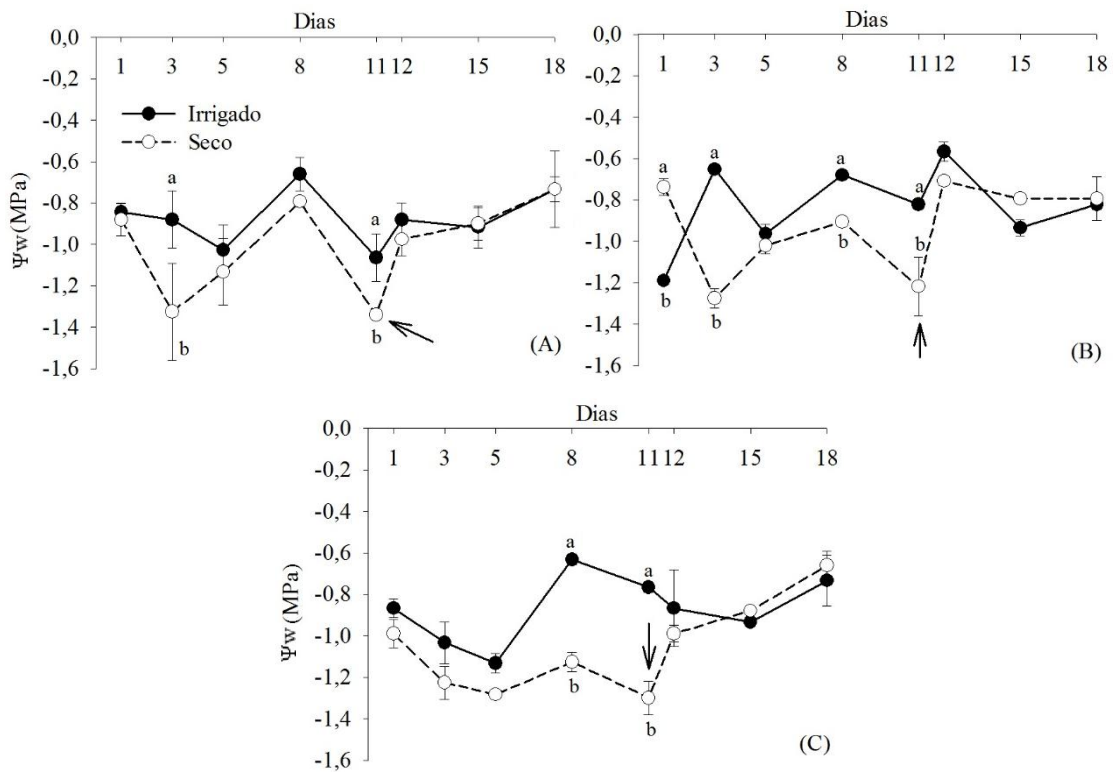 Dias
0,0
-0,2
-0,4
-0,6
-0,8
-1,0
-1,2
-1,4
-1,6
1 3 5 8 11 12 15 18
Irrigado
Seco
Ψw (MPa)
a
a
b
b
(A)
Dias
0,0
-0,2
-0,4
-0,6
-0,8
-1,0
-1,2
-1,4
-1,6
1 3 5 8 11 12 15 18
Ψw (MPa)
a a a a
b b b b
(B)
Dias
0,0
-0,2
-0,4
-0,6
-0,8
-1,0
-1,2
-1,4
-1,6
1 3 5 8 11 12 15 18
Ψw (MPa)
a a
b b
(C)